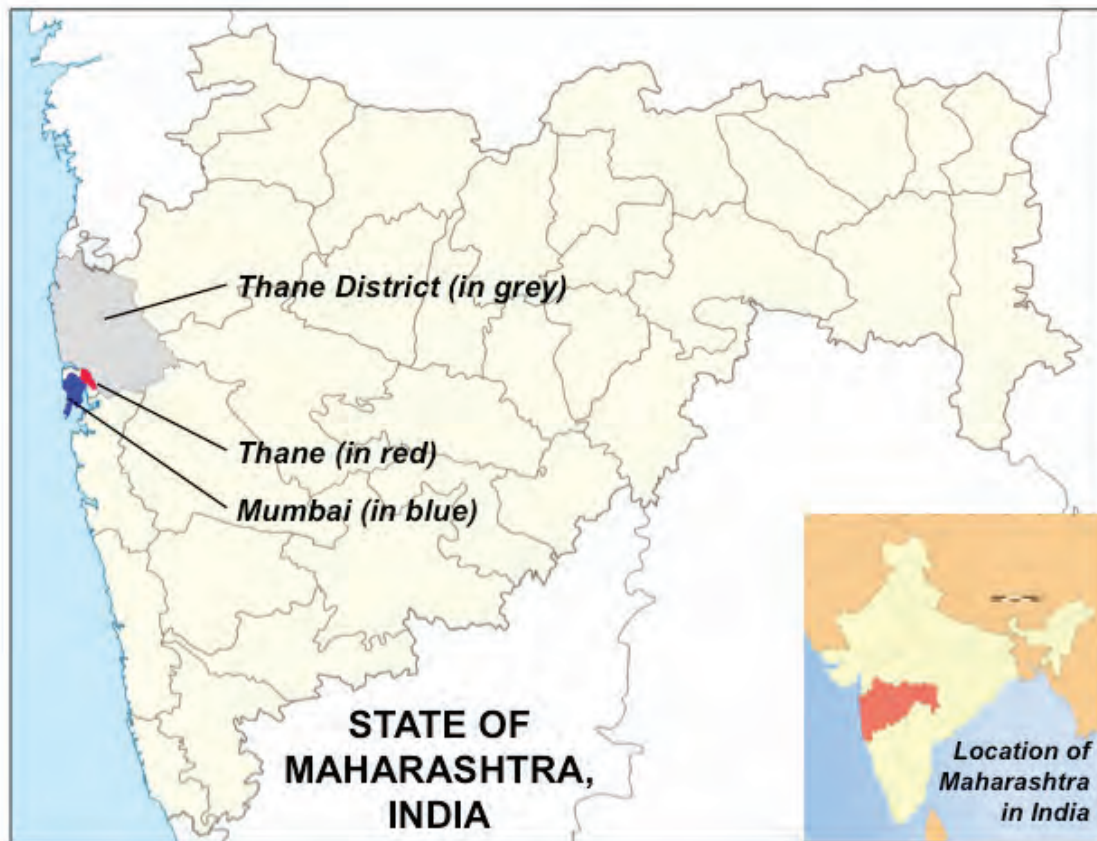 Thane District (in grey)
Thane (in red)
Mumbai (in blue)
STATE OF
MAHARASHTRA,
INDIA
Location of
Maharashtra
in India